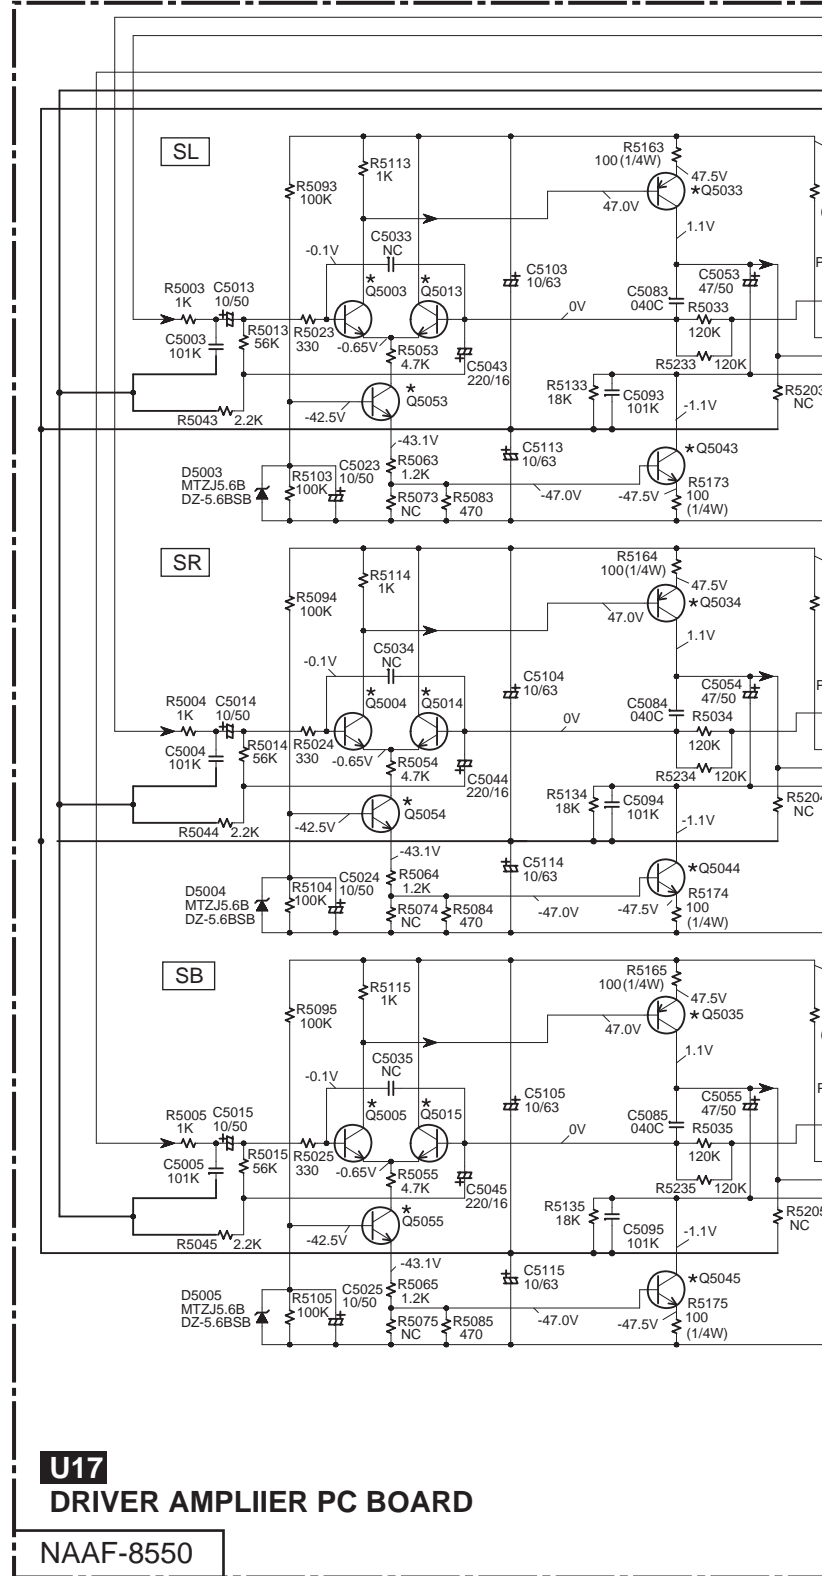 SL
R5163
100 (1/4W)
R5113
1K
R5093
100K
47.5V
*Q5033
47.0V
1.1V
C5033
NC
-0.1V
C5103
10/63
C5053
47/50
C5083
040C
R5003
1K
C5013
10/50
*
Q5003
*
Q5013
0V
R5033
120K
C5003
101K
R5013
56K
R5023
330
-0.65V
R5053
4.7K
C5043
220/16
R5233
120K
R5133
18K
C5093
101K
-1.1V
R5203
NC
R5043
2.2K
-42.5V
*
Q5053
-43.1V
C5113
10/63
*Q5043
D5003
MTZJ5.6B
DZ-5.6BSB
R5103
100K
C5023
10/50
R5063
1.2K
R5073
NC
R5083
470
-47.0V
-47.5V
R5173
100
(1/4W)
SR
R5164
100(1/4W)
R5114
1K
R5094
100K
47.5V
*Q5034
47.0V
1.1V
C5034
NC
-0.1V
C5104
10/63
C5054
47/50
C5084
040C
R5004
1K
C5014
10/50
*
Q5004
*
Q5014
0V
R5034
120K
C5004
101K
R5014
56K
R5024
330
-0.65V
R5054
4.7K
C5044
220/16
R5234
120K
R5134
18K
C5094
101K
-1.1V
R5204
NC
R5044
2.2K
-42.5V
*
Q5054
-43.1V
C5114
10/63
*Q5044
D5004
MTZJ5.6B
DZ-5.6BSB
R5104
100K
C5024
10/50
R5064
1.2K
R5074
NC
R5084
470
-47.0V
-47.5V
R5174
100
(1/4W)
SB
R5165
100(1/4W)
R5115
1K
R5095
100K
47.5V
*Q5035
47.0V
1.1V
C5035
NC
-0.1V
C5105
10/63
C5055
47/50
C5085
040C
R5005
1K
C5015
10/50
*
Q5005
*
Q5015
0V
R5035
120K
C5005
101K
R5015
56K
R5025
330
-0.65V
R5055
4.7K
C5045
220/16
R5235
120K
R5135
18K
C5095
101K
-1.1V
R5205
NC
R5045
2.2K
-42.5V
*
Q5055
-43.1V
C5115
10/63
*Q5045
D5005
MTZJ5.6B
DZ-5.6BSB
R5105
100K
C5025
10/50
R5065
1.2K
R5075
NC
R5085
470
-47.0V
-47.5V
R5175
100
(1/4W)
U17
DRIVER AMPLIIER PC BOARD
NAAF-8550